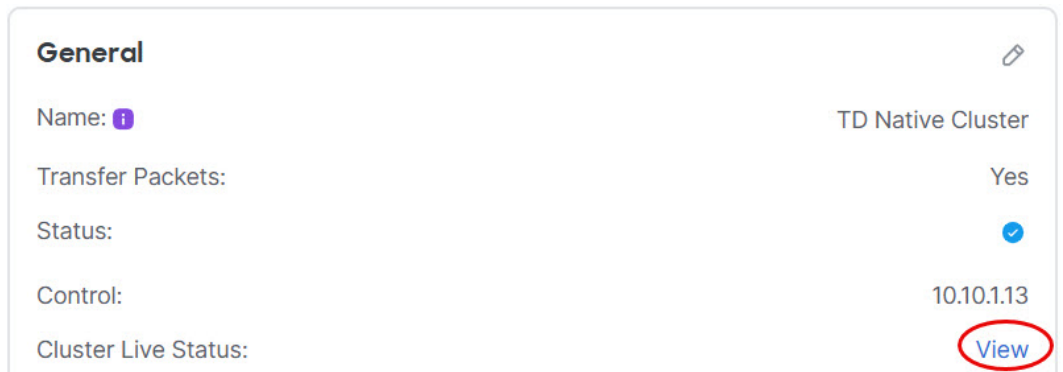 General
Name: i TD Native Cluster
Transfer Packets: Yes
Status:
Control: 10.10.1.13
Cluster Live Status: View